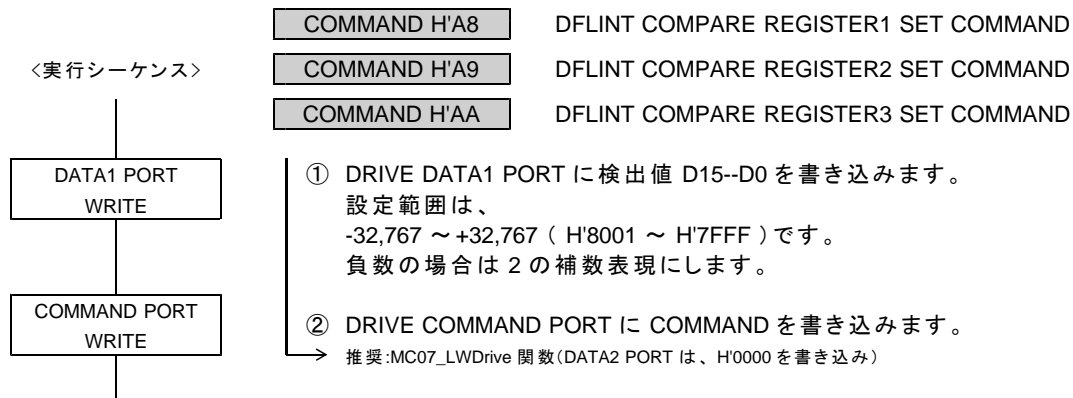 COMMAND H'A8 DFLINT COMPARE REGISTER1 SET COMMAND
<実行シーケンス>
COMMAND H'A9 DFLINT COMPARE REGISTER2 SET COMMAND
COMMAND H'AA DFLINT COMPARE REGISTER3 SET COMMAND
DATA1 PORT
WRITE
① DRIVE DATA1 PORT に検出値 D15--D0 を書き込みます。
設定範囲は、
-32,767 ～ +32,767 ( H'8001 ～ H'7FFF )です。
負数の場合は 2 の補数表現にします。
COMMAND PORT
WRITE
② DRIVE COMMAND PORT に COMMAND を書き込みます。
推奨:MC07_LWDrive 関数(DATA2 PORT は、H'0000 を書き込み)